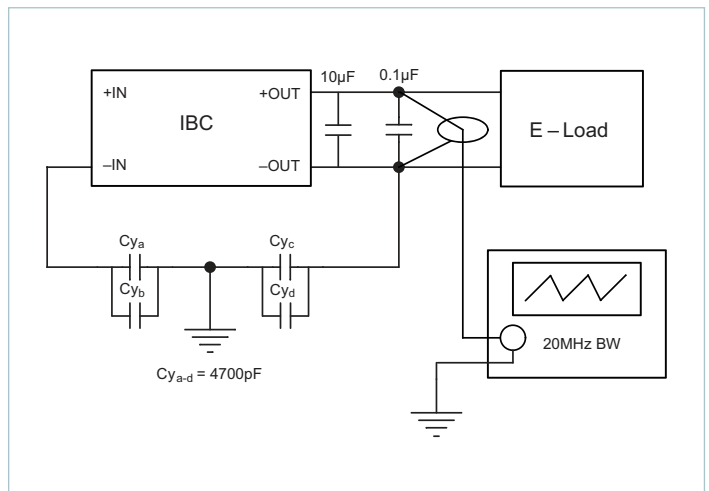 10µF
0.1µF
+IN
+OUT
IBC
E – Load
–IN
–OUT
Cya
Cyc
Cyb
Cyd
20MHz BW
Cya-d = 4700pF